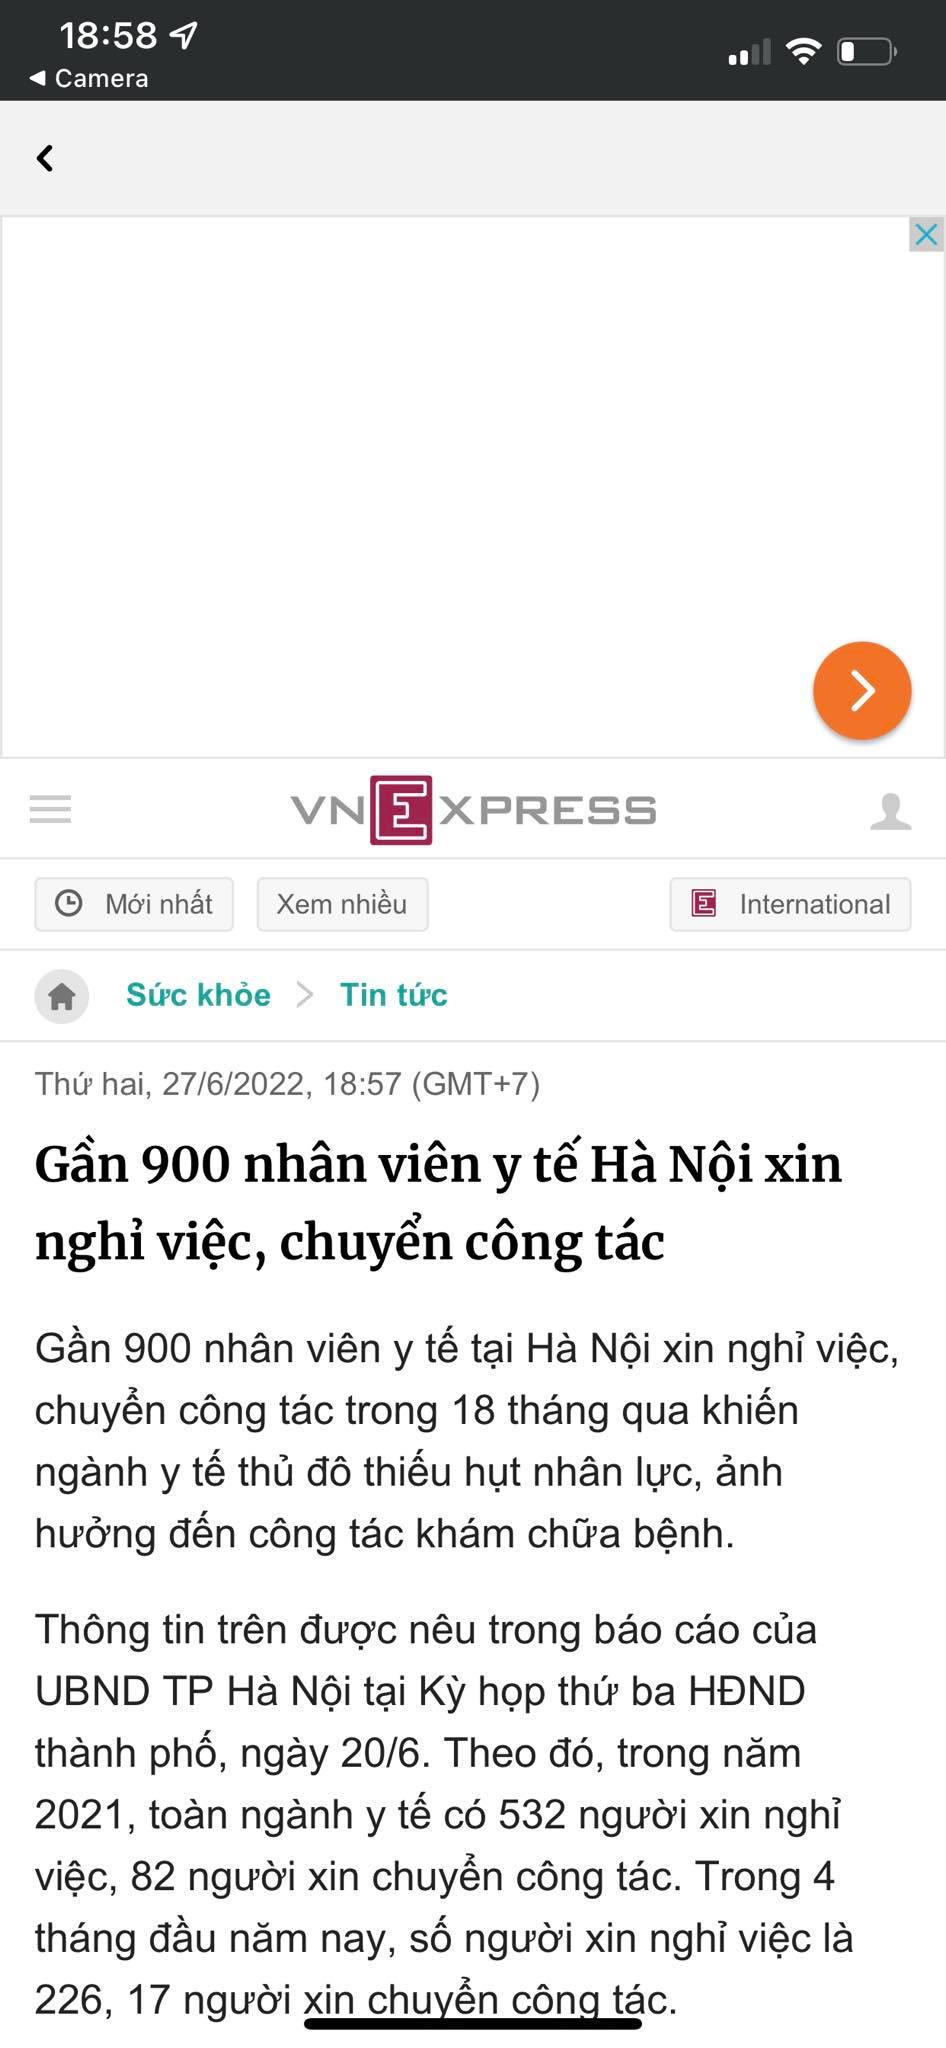 18:58
Camera
VNEXPRESS
Mới nhất
Xem nhiều
E International
Sức khỏe > Tin tức
Thứ hai, 27/6/2022, 18:57 (GMT+7)
Gần 900 nhân viên y tế Hà Nội xin
nghỉ việc, chuyển công tác
Gần 900 nhân viên y tế tại Hà Nội xin nghỉ việc,
chuyển công tác trong 18 tháng qua khiến
ngành y tế thủ đô thiếu hụt nhân lực, ảnh
hưởng đến công tác khám chữa bệnh.
Thông tin trên được nêu trong báo cáo của
UBND TP Hà Nội tại Kỳ họp thứ ba HĐND
thành phố, ngày 20/6. Theo đó, trong năm
2021, toàn ngành y tế có 532 người xin nghỉ
việc, 82 người xin chuyển công tác. Trong 4
tháng đầu năm nay, số người xin nghỉ việc là
226, 17 người xin chuyển công tác.